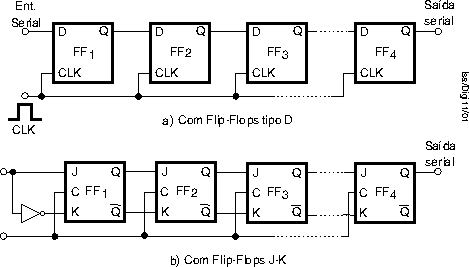 Ent.
Serial
Saída
serial
D Q D Q D Q D Q
FF1 FF2 FF3 FF4
CLK CLK CLK CLK
CLK
a) Com Flip-Flops tipo D
Saída
serial
J Q J Q J Q J Q
C FF1 C FF2 C FF3 C FF4
K Q̅ K Q̅ K Q̅ K Q̅
b) Com Flip-Flops J-K